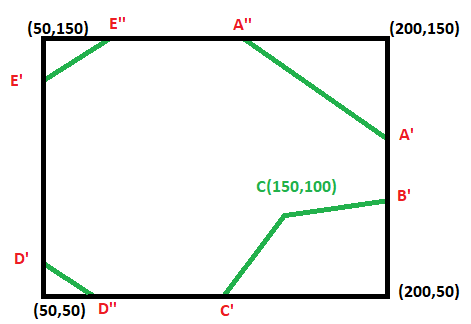 E'' A''
(50,150) (200,150)
E'
A'
C(150,100)
B'
D'
(200,50)
(50,50) D'' C'